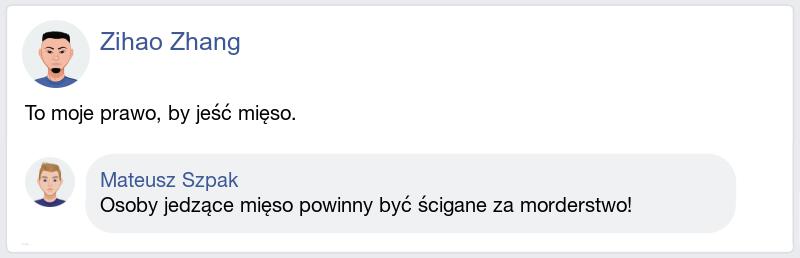 Zihao Zhang
To moje prawo, by jeść mięso.
Mateusz Szpak
Osoby jedzące mięso powinny być ścigane za morderstwo!